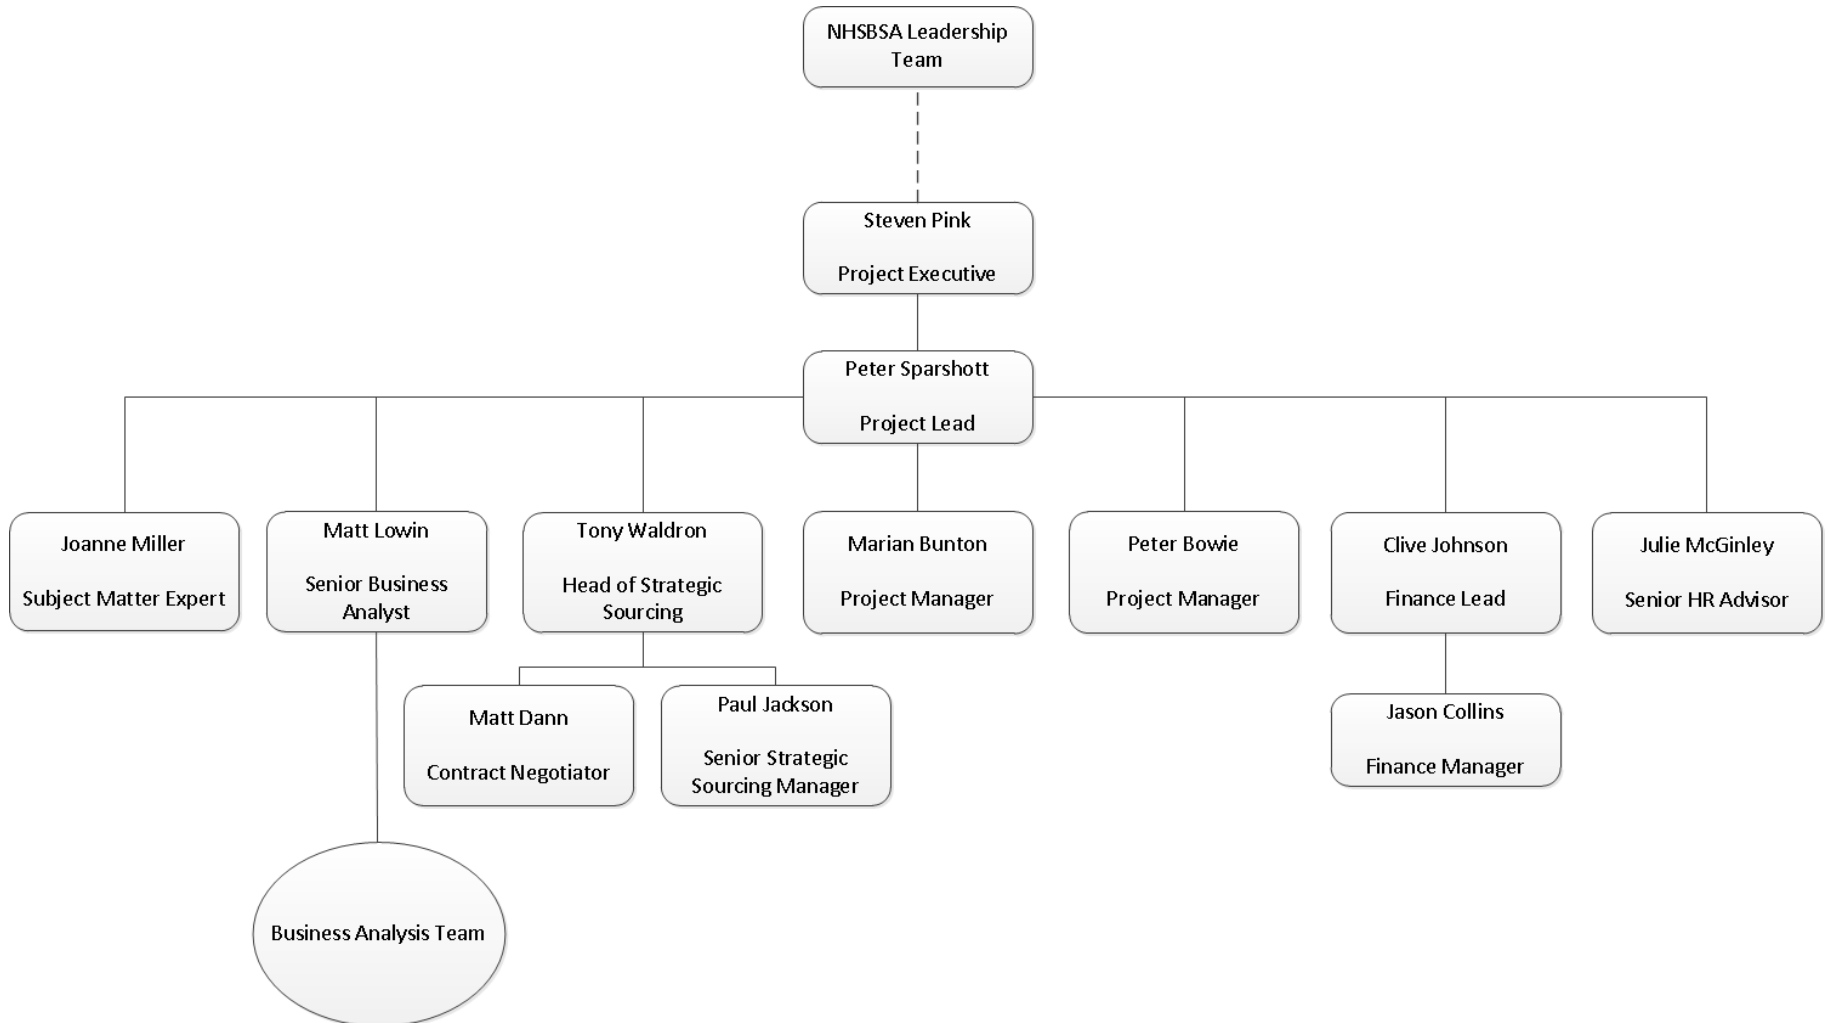 NHSBSA Leadership
Team
Steven Pink
Project Executive
Peter Sparshott
Project Lead
Joanne Miller
Subject Matter Expert
Matt Lowin
Senior Business
Analyst
Tony Waldron
Head of Strategic
Sourcing
Marian Bunton
Project Manager
Peter Bowie
Project Manager
Clive Johnson
Finance Lead
Julie McGinley
Senior HR Advisor
Matt Dann
Contract Negotiator
Paul Jackson
Senior Strategic
Sourcing Manager
Jason Collins
Finance Manager
Business Analysis Team